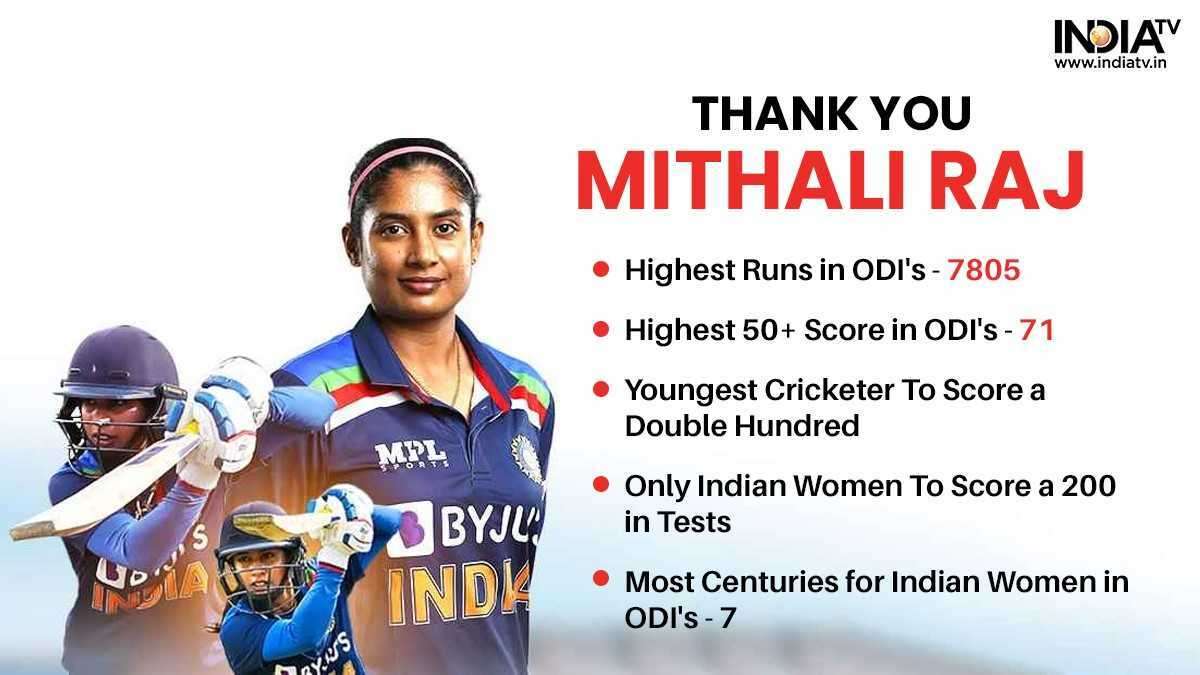 INDIA TV
www.indiatv.in
THANK YOU
MITHALI RAJ
Highest Runs in ODI's - 7805
Highest 50+ Score in ODI's - 71
Youngest Cricketer To Score a
Double Hundred
Only Indian Women To Score a 200
in Tests
Most Centuries for Indian Women in
ODI's - 7
MPL
SPORTS
BYJU'S
INDIA
INDIA
BYJU'S